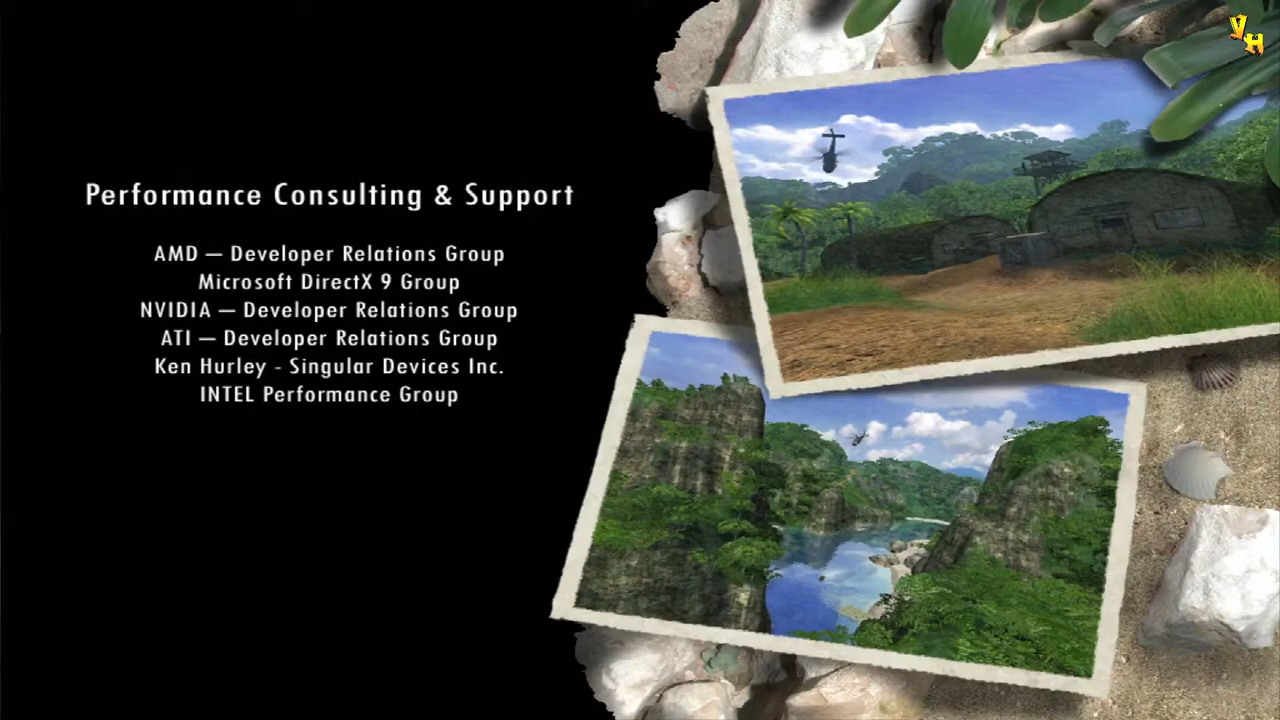 YH
Performance Consulting & Support
AMD — Developer Relations Group
Microsoft DirectX 9 Group
NVIDIA — Developer Relations Group
ATI — Developer Relations Group
Ken Hurley - Singular Devices Inc.
INTEL Performance Group